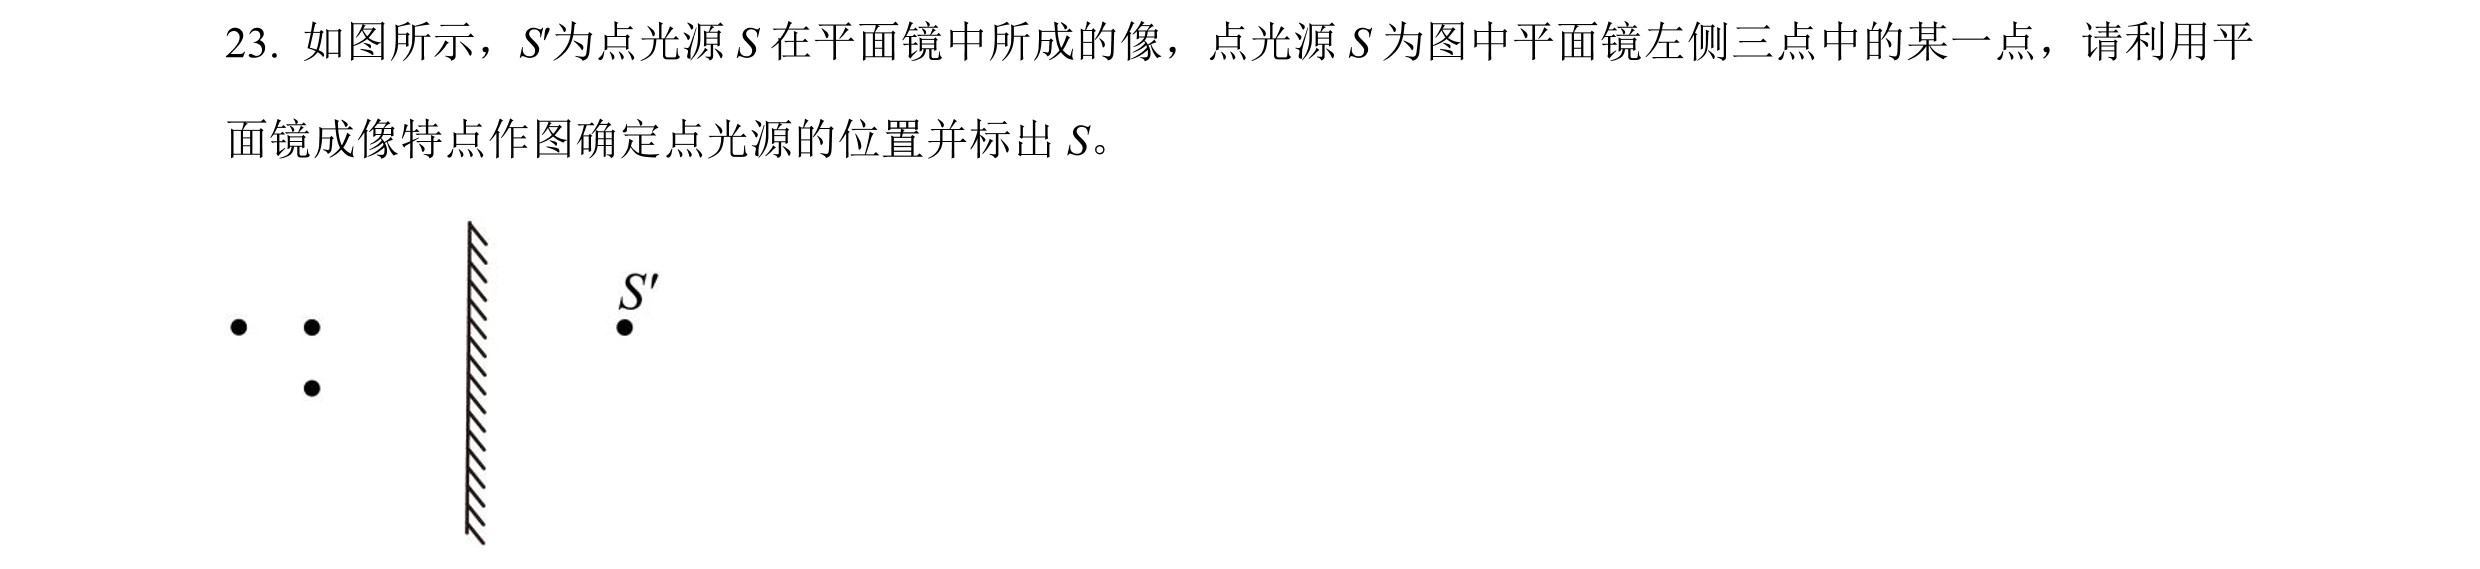 23. 如图所示，S′为点光源 S 在平面镜中所成的像，点光源 S 为图中平面镜左侧三点中的某一点，请利用平
面镜成像特点作图确定点光源的位置并标出 S。
S′